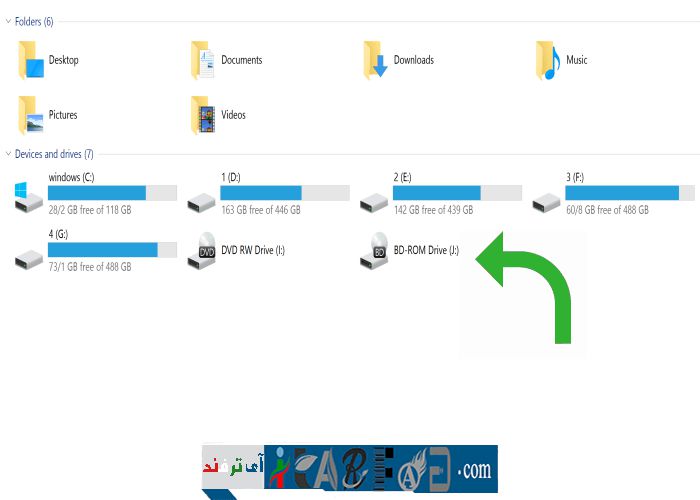 Folders (6)
Desktop
Documents
Downloads
Music
Pictures
Videos
Devices and drives (7)
windows (C:)
28/2 GB free of 118 GB
1 (D:)
163 GB free of 446 GB
2 (E:)
142 GB free of 439 GB
3 (F:)
60/8 GB free of 488 GB
4 (G:)
73/1 GB free of 488 GB
DVD
DVD RW Drive (I:)
BD
BD-ROM Drive (J:)
آی ترفند
.com